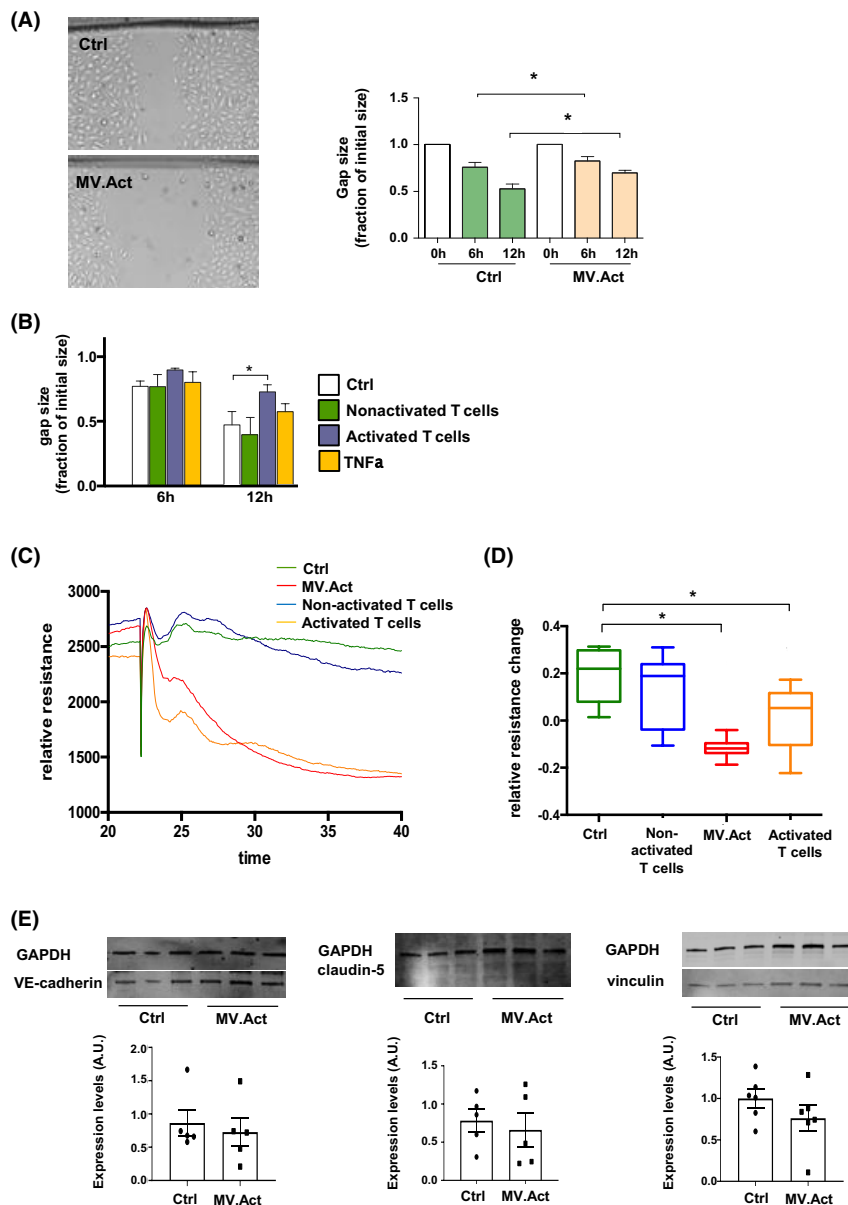 (A)
Ctrl
MV.Act
Gap size
(fraction of initial size)
1.5
1.0
0.5
0.0
*
*
0h 6h 12h 0h 6h 12h
Ctrl MV.Act
(B)
gap size
(fraction of initial size)
1.0
0.5
0.0
*
6h 12h
Ctrl
Nonactivated T cells
Activated T cells
TNFa
(C)
relative resistance
3000
2500
2000
1500
1000
20 25 30 35 40
time
Ctrl
MV.Act
Non-activated T cells
Activated T cells
(D)
relative resistance change
0.4
0.2
0.0
-0.2
-0.4
*
*
Ctrl
Non-
activated
T cells
MV.Act
Activated
T cells
(E)
GAPDH
VE-cadherin
Ctrl MV.Act
Expression levels (A.U.)
2.0
1.5
1.0
0.5
0.0
Ctrl MV.Act
GAPDH
claudin-5
Ctrl MV.Act
Expression levels (A.U.)
1.5
1.0
0.5
0.0
Ctrl MV.Act
GAPDH
vinculin
Ctrl MV.Act
Expression levels (A.U.)
1.5
1.0
0.5
0.0
Ctrl MV.Act